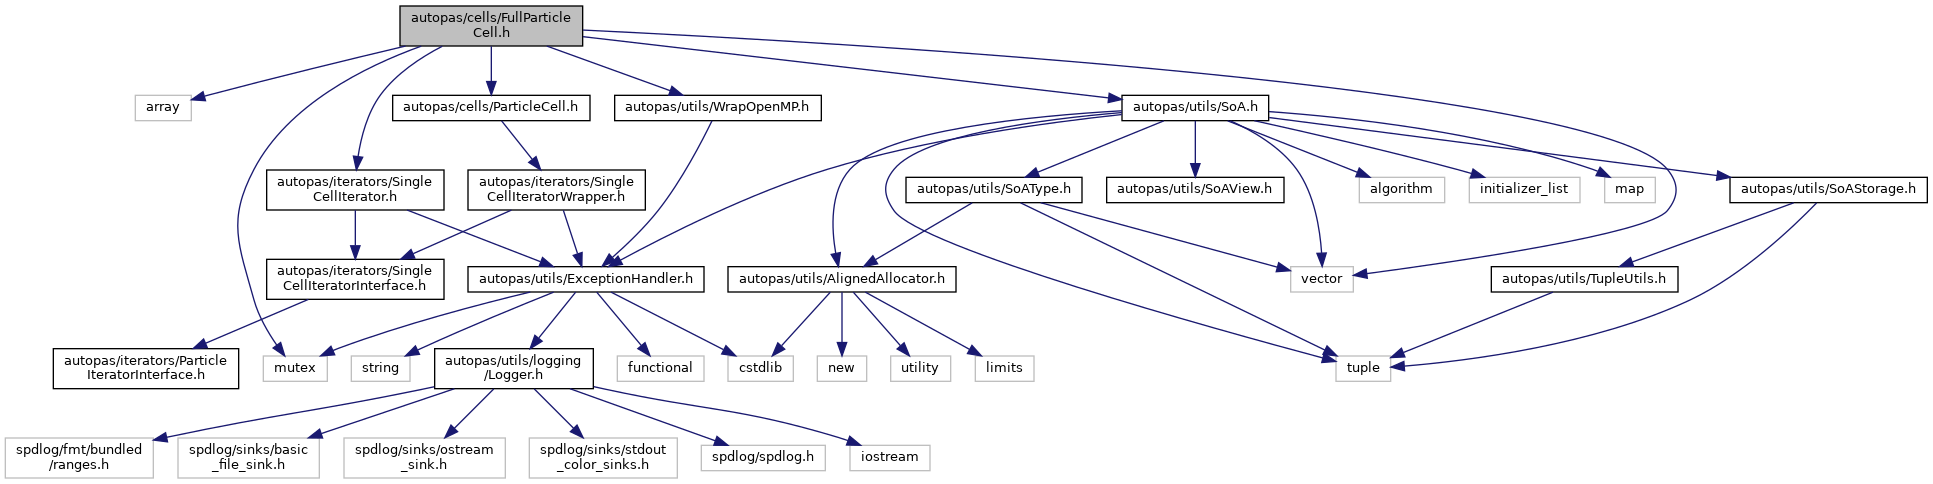 autopas/cells/FullParticle
Cell.h
array
autopas/cells/ParticleCell.h
autopas/utils/WrapOpenMP.h
autopas/utils/SoA.h
autopas/iterators/Single
CellIterator.h
autopas/iterators/Single
CellIteratorWrapper.h
autopas/utils/SoAType.h
autopas/utils/SoAView.h
algorithm
initializer_list
map
autopas/utils/SoAStorage.h
autopas/iterators/Single
CellIteratorInterface.h
autopas/utils/ExceptionHandler.h
autopas/utils/AlignedAllocator.h
vector
autopas/utils/TupleUtils.h
autopas/iterators/Particle
IteratorInterface.h
mutex
string
autopas/utils/logging
/Logger.h
functional
cstdlib
new
utility
limits
tuple
spdlog/fmt/bundled
/ranges.h
spdlog/sinks/basic
_file_sink.h
spdlog/sinks/ostream
_sink.h
spdlog/sinks/stdout
_color_sinks.h
spdlog/spdlog.h
iostream